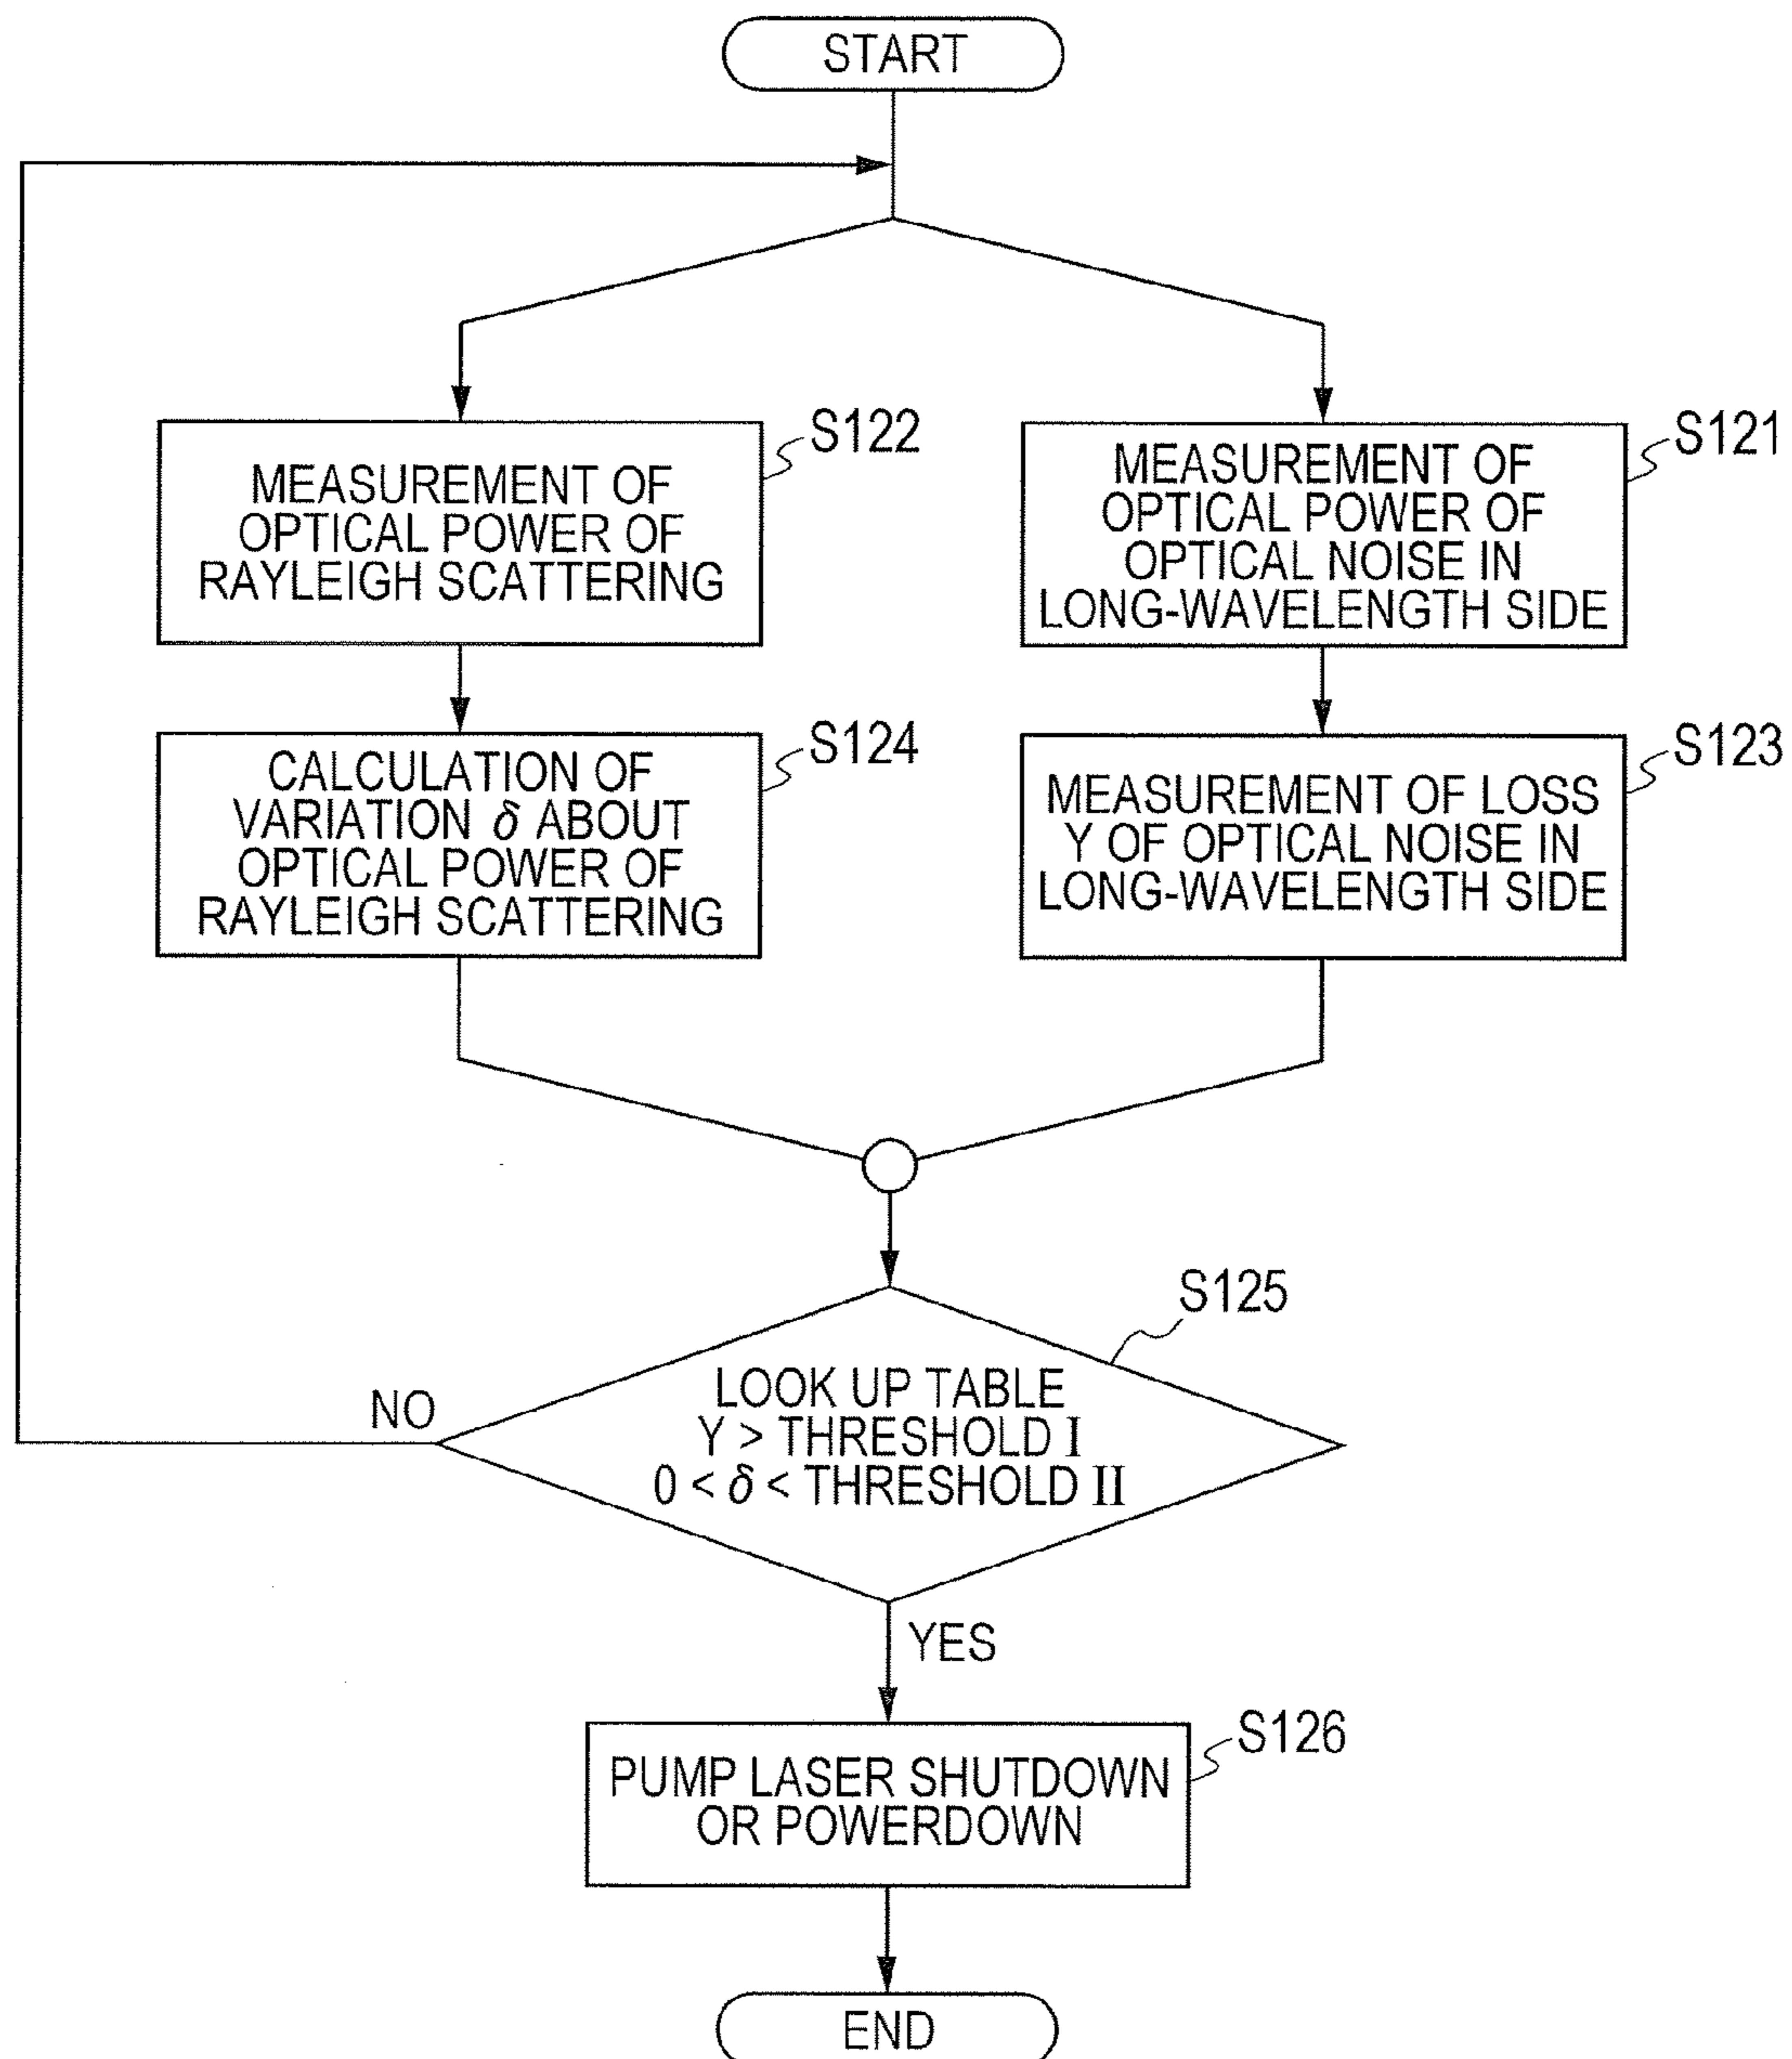 START
S122
MEASUREMENT OF
OPTICAL POWER OF
RAYLEIGH SCATTERING
S121
MEASUREMENT OF
OPTICAL POWER OF
OPTICAL NOISE IN
LONG-WAVELENGTH SIDE
S124
CALCULATION OF
VARIATION δ ABOUT
OPTICAL POWER OF
RAYLEIGH SCATTERING
S123
MEASUREMENT OF LOSS
Y OF OPTICAL NOISE IN
LONG-WAVELENGTH SIDE
S125
LOOK UP TABLE
Y > THRESHOLD I
0 < δ < THRESHOLD II
NO
YES
S126
PUMP LASER SHUTDOWN
OR POWERDOWN
END